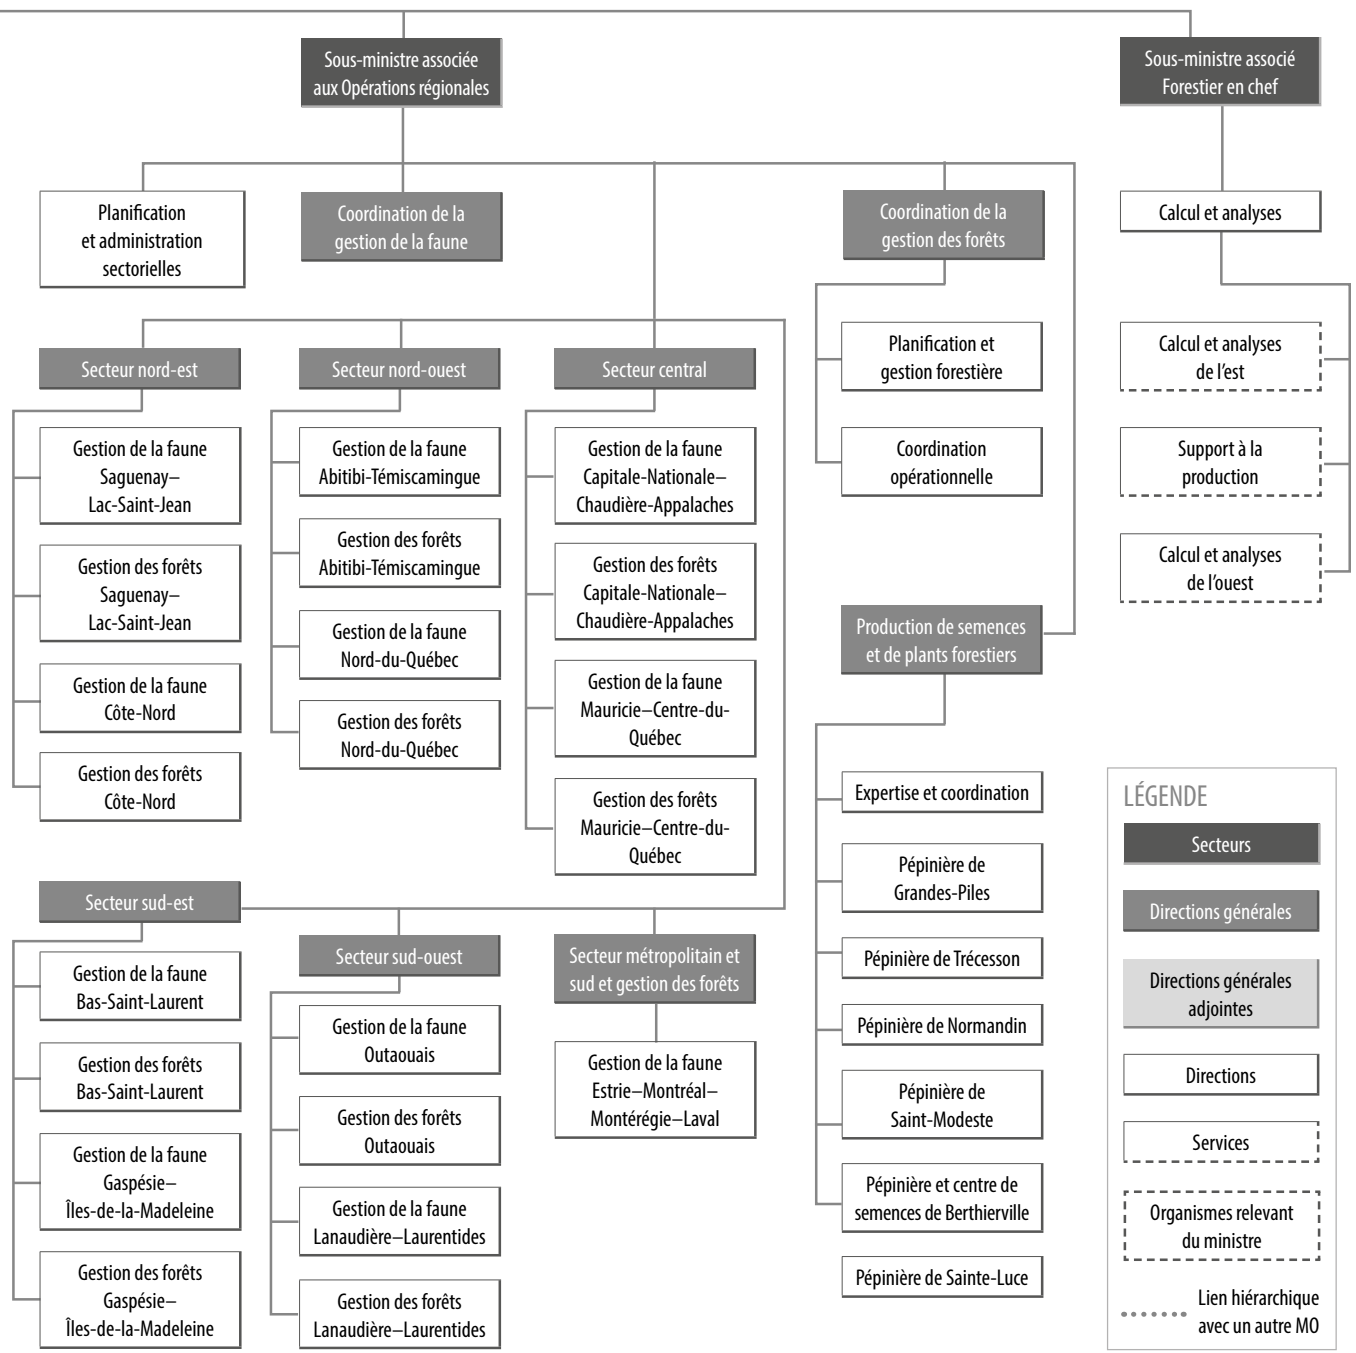 Sous-ministre associée
aux Opérations régionales
Sous-ministre associé
Forestier en chef
Planification
et administration
sectorielles
Coordination de la
gestion de la faune
Coordination de la
gestion des forêts
Calcul et analyses
Planification et
gestion forestière
Coordination
opérationnelle
Calcul et analyses
de l'est
Support à la
production
Calcul et analyses
de l'ouest
Secteur nord-est
Gestion de la faune
Saguenay–
Lac-Saint-Jean
Gestion des forêts
Saguenay–
Lac-Saint-Jean
Gestion de la faune
Côte-Nord
Gestion des forêts
Côte-Nord
Secteur nord-ouest
Gestion de la faune
Abitibi-Témiscamingue
Gestion des forêts
Abitibi-Témiscamingue
Gestion de la faune
Nord-du-Québec
Gestion des forêts
Nord-du-Québec
Secteur central
Gestion de la faune
Capitale-Nationale–
Chaudière-Appalaches
Gestion des forêts
Capitale-Nationale–
Chaudière-Appalaches
Gestion de la faune
Mauricie–Centre-du-
Québec
Gestion des forêts
Mauricie–Centre-du-
Québec
Secteur sud-est
Gestion de la faune
Bas-Saint-Laurent
Gestion des forêts
Bas-Saint-Laurent
Gestion de la faune
Gaspésie–
Îles-de-la-Madeleine
Gestion des forêts
Gaspésie–
Îles-de-la-Madeleine
Secteur sud-ouest
Gestion de la faune
Outaouais
Gestion des forêts
Outaouais
Gestion de la faune
Lanaudière–Laurentides
Gestion des forêts
Lanaudière–Laurentides
Secteur métropolitain et
sud et gestion des forêts
Gestion de la faune
Estrie–Montréal–
Montérégie–Laval
Production de semences
et de plants forestiers
Expertise et coordination
Pépinière de
Grandes-Piles
Pépinière de Trécesson
Pépinière de Normandin
Pépinière de
Saint-Modeste
Pépinière et centre de
semences de Berthierville
Pépinière de Sainte-Luce
LÉGENDE
Secteurs
Directions générales
Directions générales
adjointes
Directions
Services
Organismes relevant
du ministre
Lien hiérarchique
avec un autre MO